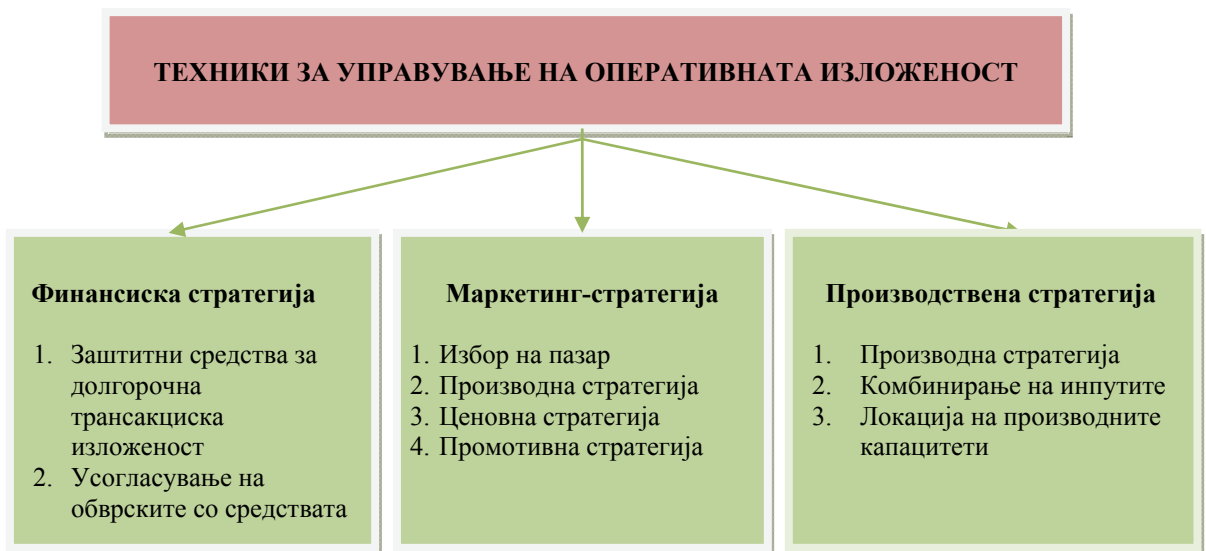 ТЕХНИКИ ЗА УПРАВУВАЊЕ НА ОПЕРАТИВНАТА ИЗЛОЖЕНОСТ
Финансиска стратегија
1. Заштитни средства за
долгорочна
трансакциска
изложеност
2. Усогласување на
обврските со средствата
Маркетинг-стратегија
1. Избор на пазар
2. Производна стратегија
3. Ценовна стратегија
4. Промотивна стратегија
Производствена стратегија
1. Производна стратегија
2. Комбинирање на инпутите
3. Локација на производните
капацитети